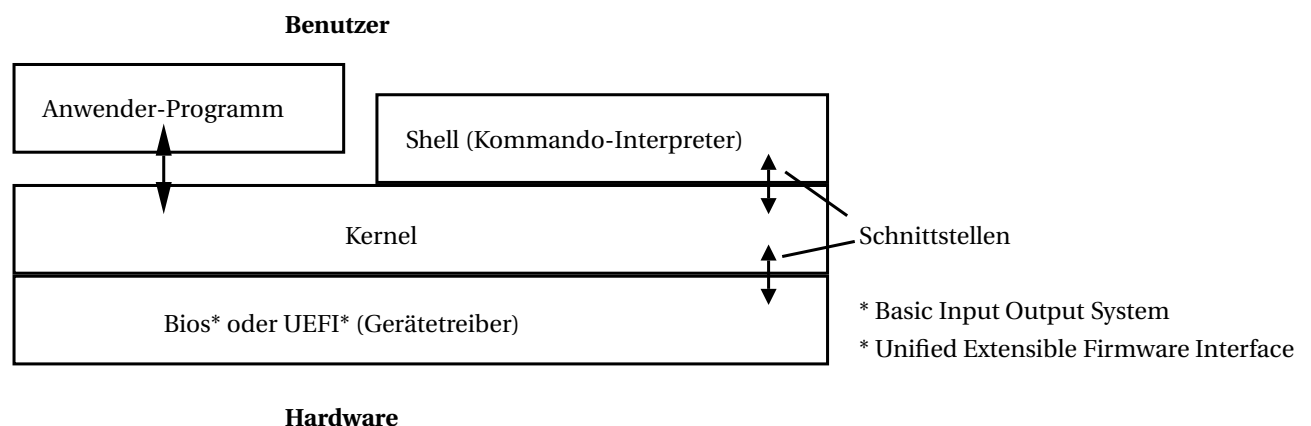 Benutzer
Anwender-Programm
Shell (Kommando-Interpreter)
Kernel
Schnittstellen
Bios* oder UEFI* (Gerätetreiber)
* Basic Input Output System
* Unified Extensible Firmware Interface
Hardware